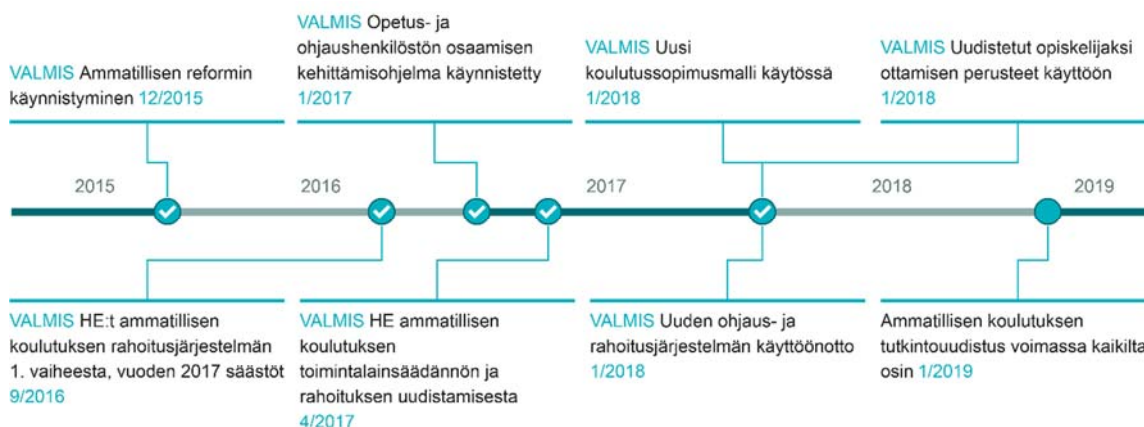 VALMIS Ammatillisen reformin
käynnistyminen 12/2015
VALMIS Opetus- ja
ohjaushenkilöstön osaamisen
kehittämisohjelma käynnistetty
1/2017
VALMIS Uusi
koulutussopimusmalli käytössä
1/2018
VALMIS Uudistetut opiskelijaksi
ottamisen perusteet käyttöön
1/2018
2015
2016
2017
2018
2019
VALMIS HE:t ammatillisen
koulutuksen rahoitusjärjestelmän
1. vaiheesta, vuoden 2017 säästöt
9/2016
VALMIS HE ammatillisen
koulutuksen
toimintalainsäädännön ja
rahoituksen uudistamisesta
4/2017
VALMIS Uuden ohjaus- ja
rahoitusjärjestelmän käyttöönotto
1/2018
Ammatillisen koulutuksen
tutkintouudistus voimassa kaikilta
osin 1/2019